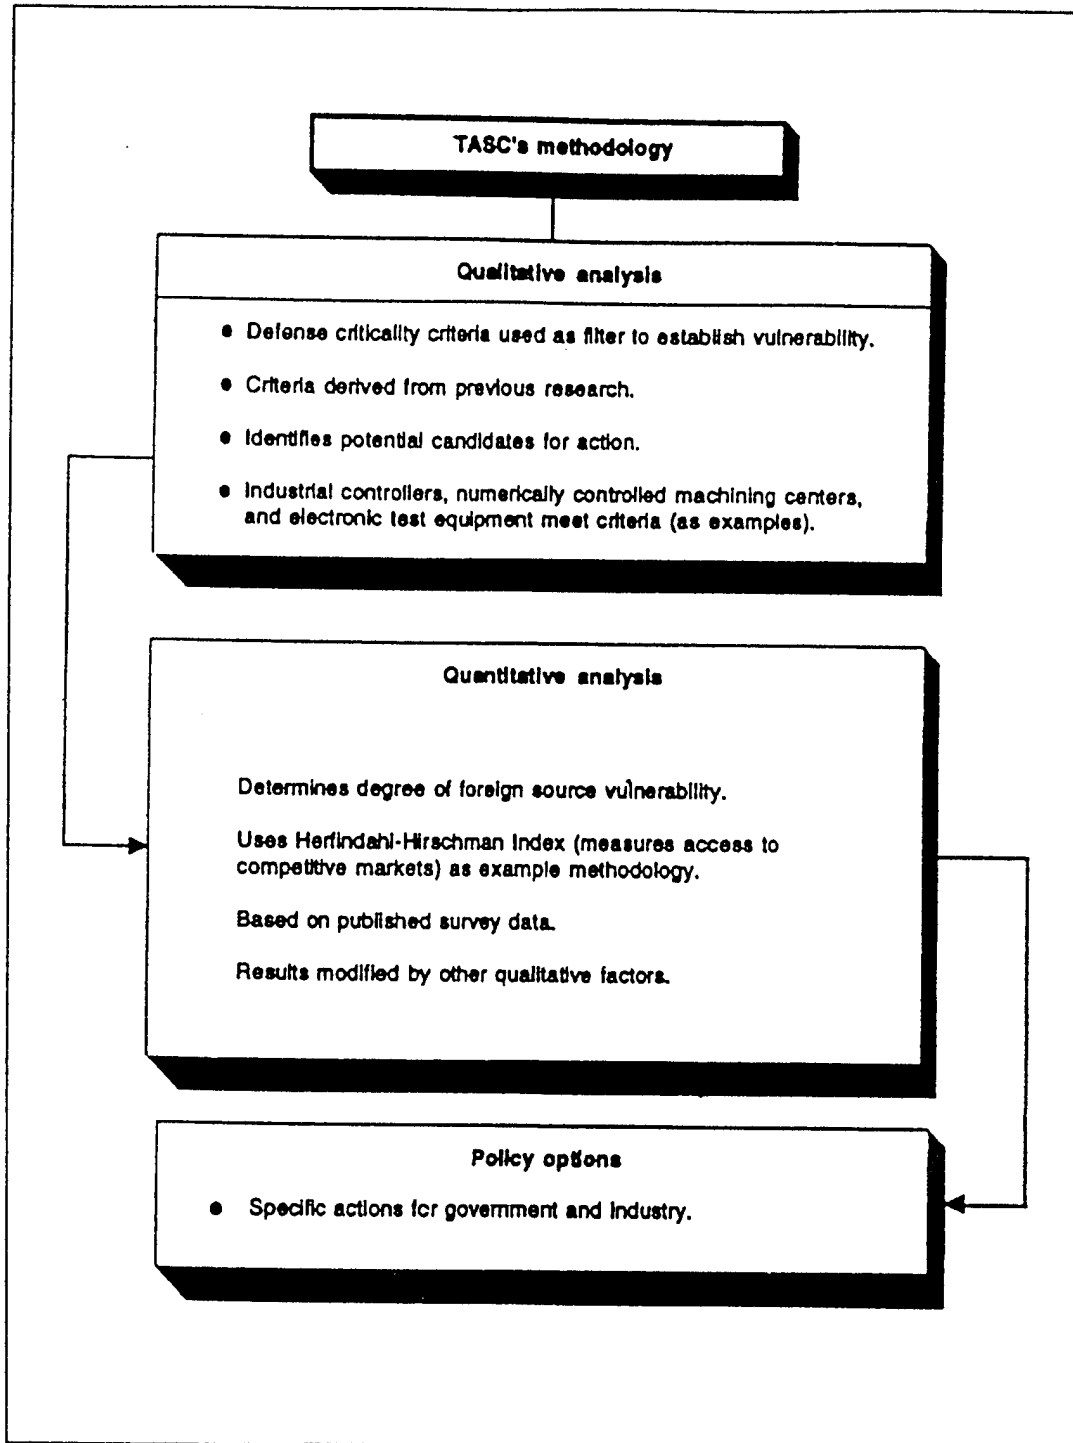 TASC's methodology
Qualitative analysis
● Defense criticality criteria used as filter to establish vulnerability.
● Criteria derived from previous research.
● Identifies potential candidates for action.
● Industrial controllers, numerically controlled machining centers,
and electronic test equipment meet criteria (as examples).
Quantitative analysis
Determines degree of foreign source vulnerability.
Uses Herfindahl-Hirschman Index (measures access to
competitive markets) as example methodology.
Based on published survey data.
Results modified by other qualitative factors.
Policy options
● Specific actions for government and industry.